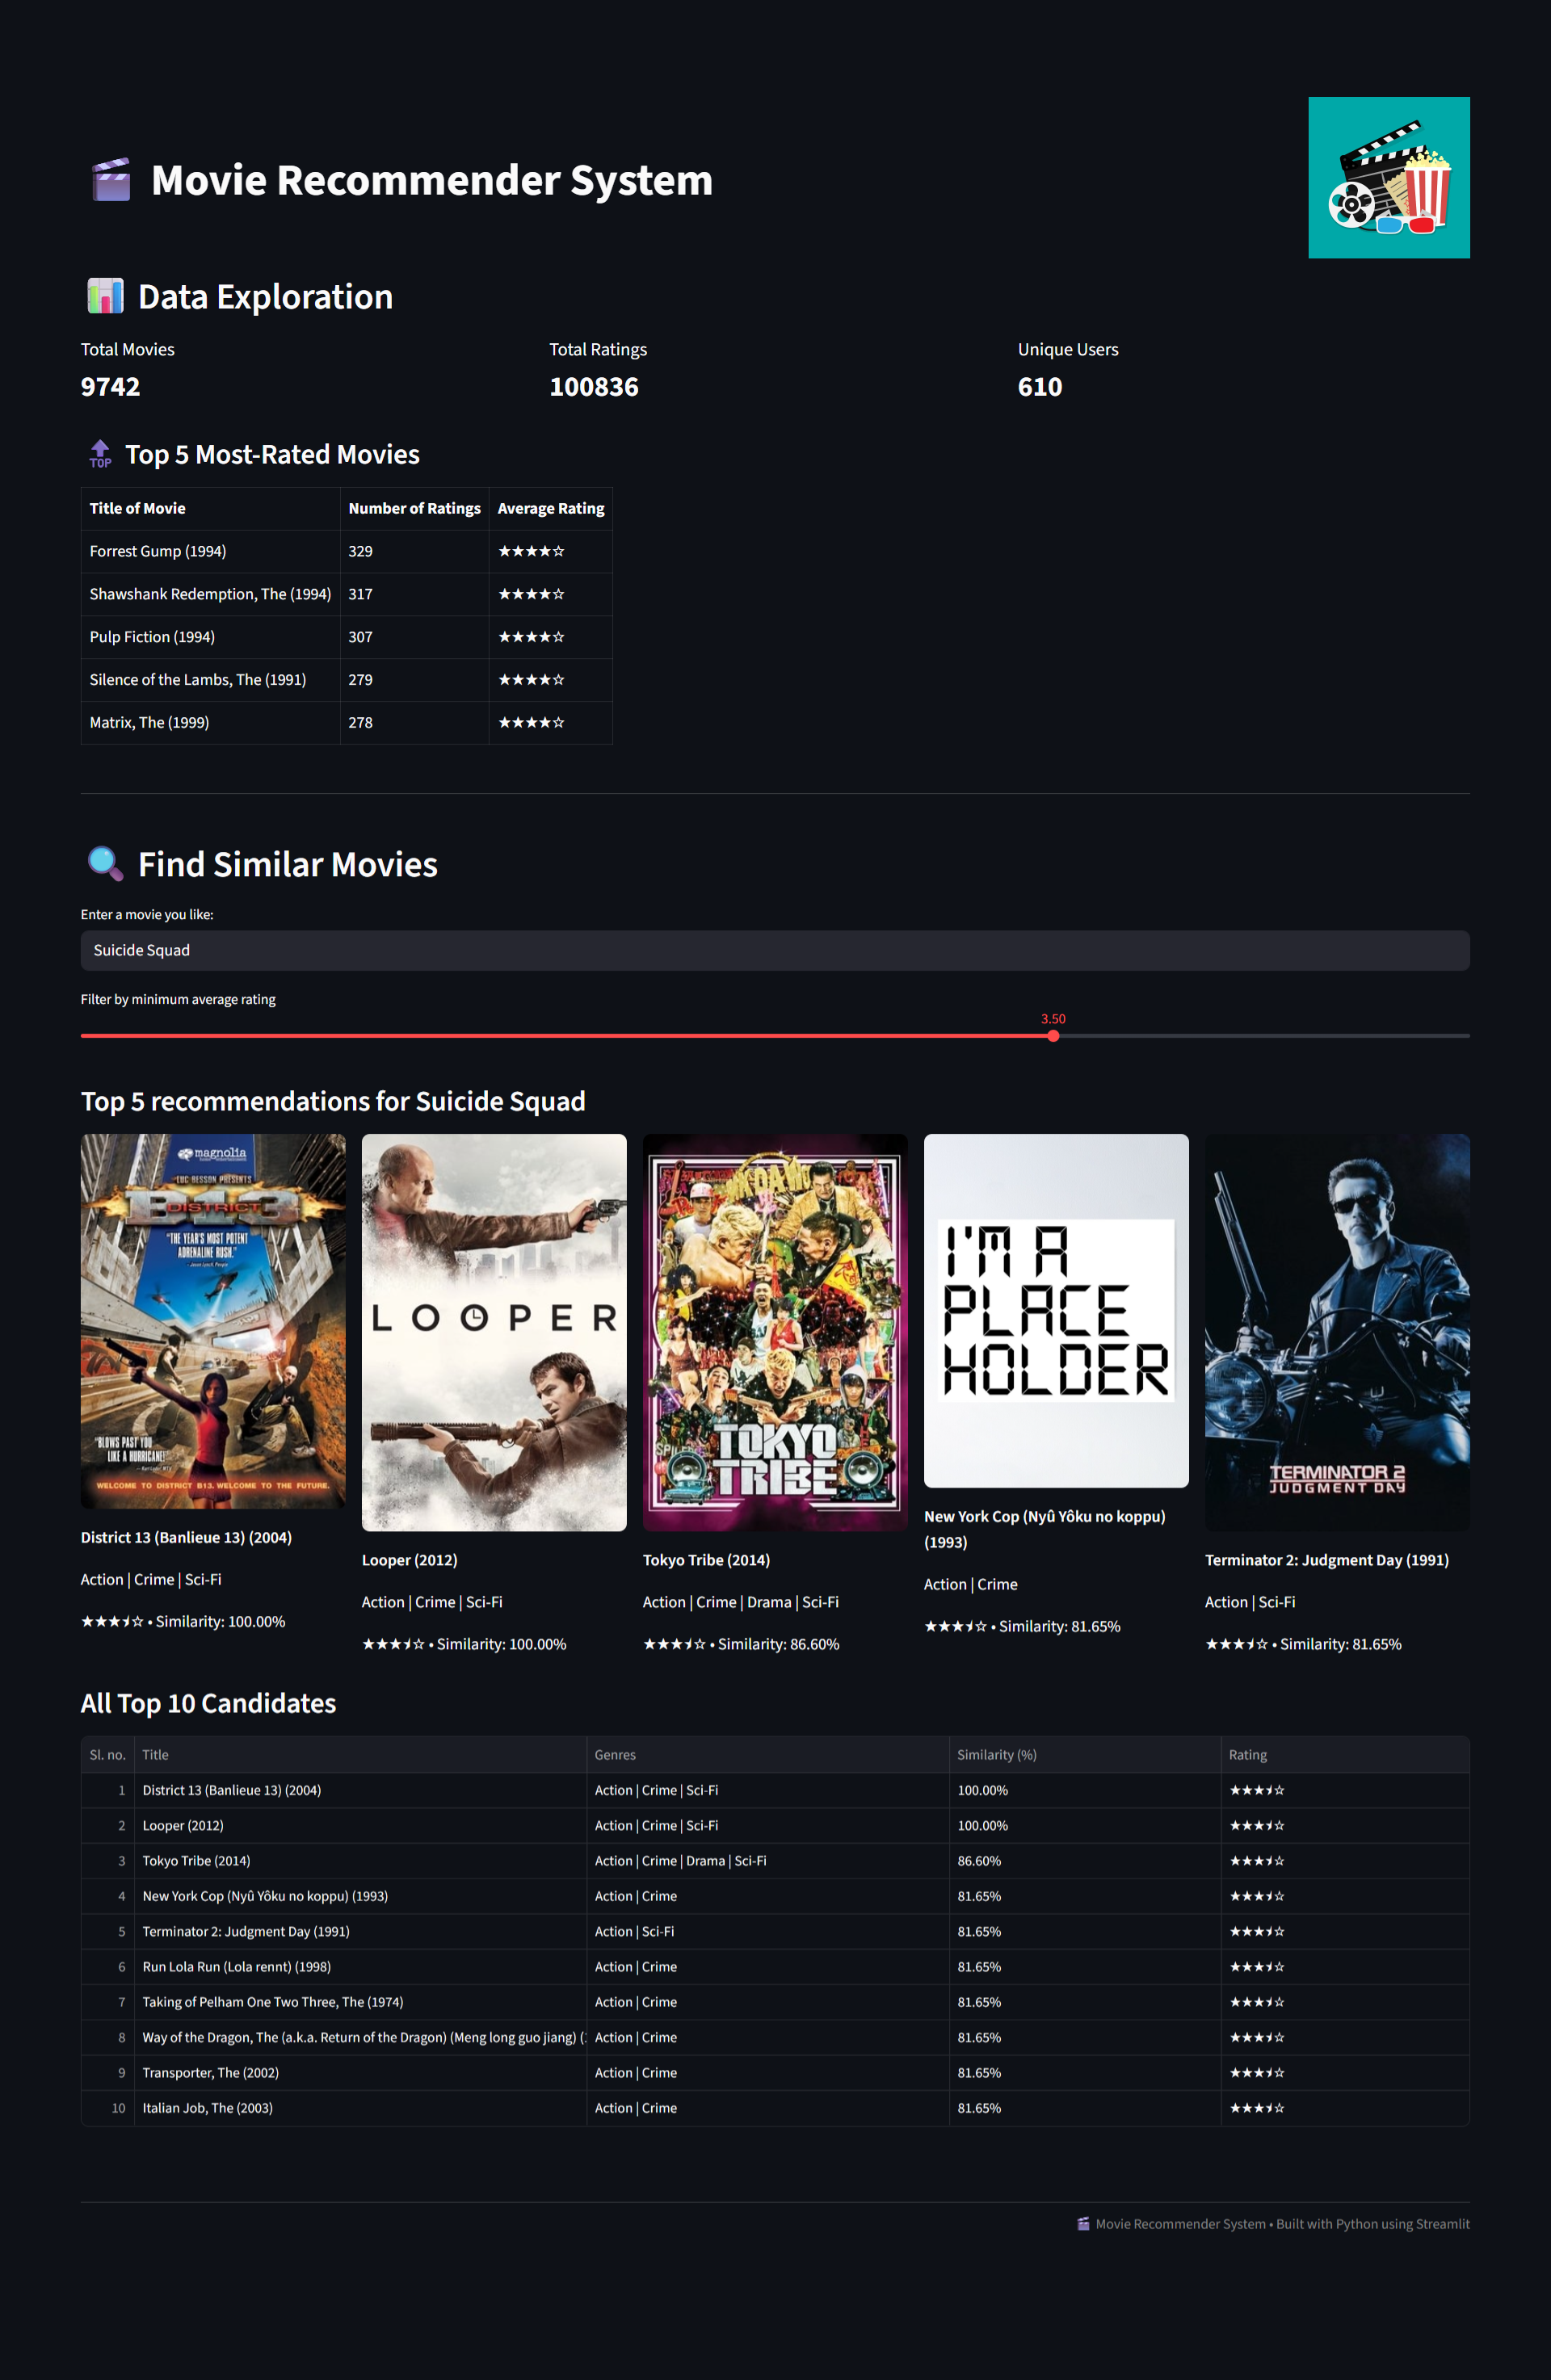 Movie Recommender System
Data Exploration
Total Movies
9742
Total Ratings
100836
Unique Users
610
TOP
Top 5 Most-Rated Movies
Title of Movie Number of Ratings Average Rating
Forrest Gump (1994) 329 ★★★★☆
Shawshank Redemption, The (1994) 317 ★★★★☆
Pulp Fiction (1994) 307 ★★★★☆
Silence of the Lambs, The (1991) 279 ★★★★☆
Matrix, The (1999) 278 ★★★★☆
Find Similar Movies
Enter a movie you like:
Suicide Squad
Filter by minimum average rating
3.50
Top 5 recommendations for Suicide Squad
magnolia
LUC BESSON PRESENTS
B13
DISTRICT
"THE YEAR'S MOST POTENT
ADRENALINE RUSH."
"BLOWS PAST YOU
LIKE A HURRICANE!"
WELCOME TO DISTRICT B13. WELCOME TO THE FUTURE.
District 13 (Banlieue 13) (2004)
Action | Crime | Sci-Fi
★★★⯨☆ • Similarity: 100.00%
LOOPER
Looper (2012)
Action | Crime | Sci-Fi
★★★⯨☆ • Similarity: 100.00%
TOKYO
TRIBE
Tokyo Tribe (2014)
Action | Crime | Drama | Sci-Fi
★★★⯨☆ • Similarity: 86.60%
I'M A
PLACE
HOLDER
New York Cop (Nyû Yôku no koppu)
(1993)
Action | Crime
★★★⯨☆ • Similarity: 81.65%
TERMINATOR 2
JUDGMENT DAY
Terminator 2: Judgment Day (1991)
Action | Sci-Fi
★★★⯨☆ • Similarity: 81.65%
All Top 10 Candidates
Sl. no. Title Genres Similarity (%) Rating
1 District 13 (Banlieue 13) (2004) Action | Crime | Sci-Fi 100.00% ★★★⯨☆
2 Looper (2012) Action | Crime | Sci-Fi 100.00% ★★★⯨☆
3 Tokyo Tribe (2014) Action | Crime | Drama | Sci-Fi 86.60% ★★★⯨☆
4 New York Cop (Nyû Yôku no koppu) (1993) Action | Crime 81.65% ★★★⯨☆
5 Terminator 2: Judgment Day (1991) Action | Sci-Fi 81.65% ★★★⯨☆
6 Run Lola Run (Lola rennt) (1998) Action | Crime 81.65% ★★★⯨☆
7 Taking of Pelham One Two Three, The (1974) Action | Crime 81.65% ★★★⯨☆
8 Way of the Dragon, The (a.k.a. Return of the Dragon) (Meng long guo jiang) ( Action | Crime 81.65% ★★★⯨☆
9 Transporter, The (2002) Action | Crime 81.65% ★★★⯨☆
10 Italian Job, The (2003) Action | Crime 81.65% ★★★⯨☆
Movie Recommender System • Built with Python using Streamlit